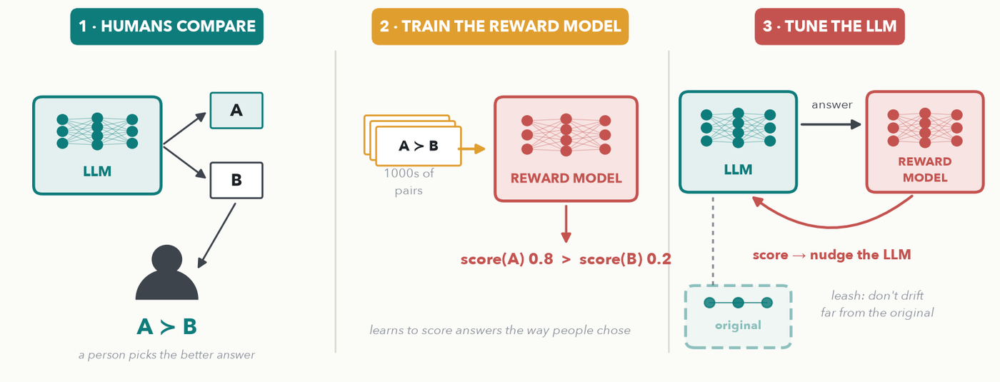 1 · HUMANS COMPARE
LLM
A
B
A ≻ B
a person picks the better answer
2 · TRAIN THE REWARD MODEL
A ≻ B
1000s of
pairs
REWARD MODEL
score(A) 0.8 > score(B) 0.2
learns to score answers the way people chose
3 · TUNE THE LLM
LLM
answer
REWARD
MODEL
score → nudge the LLM
leash: don't drift
far from the original
original